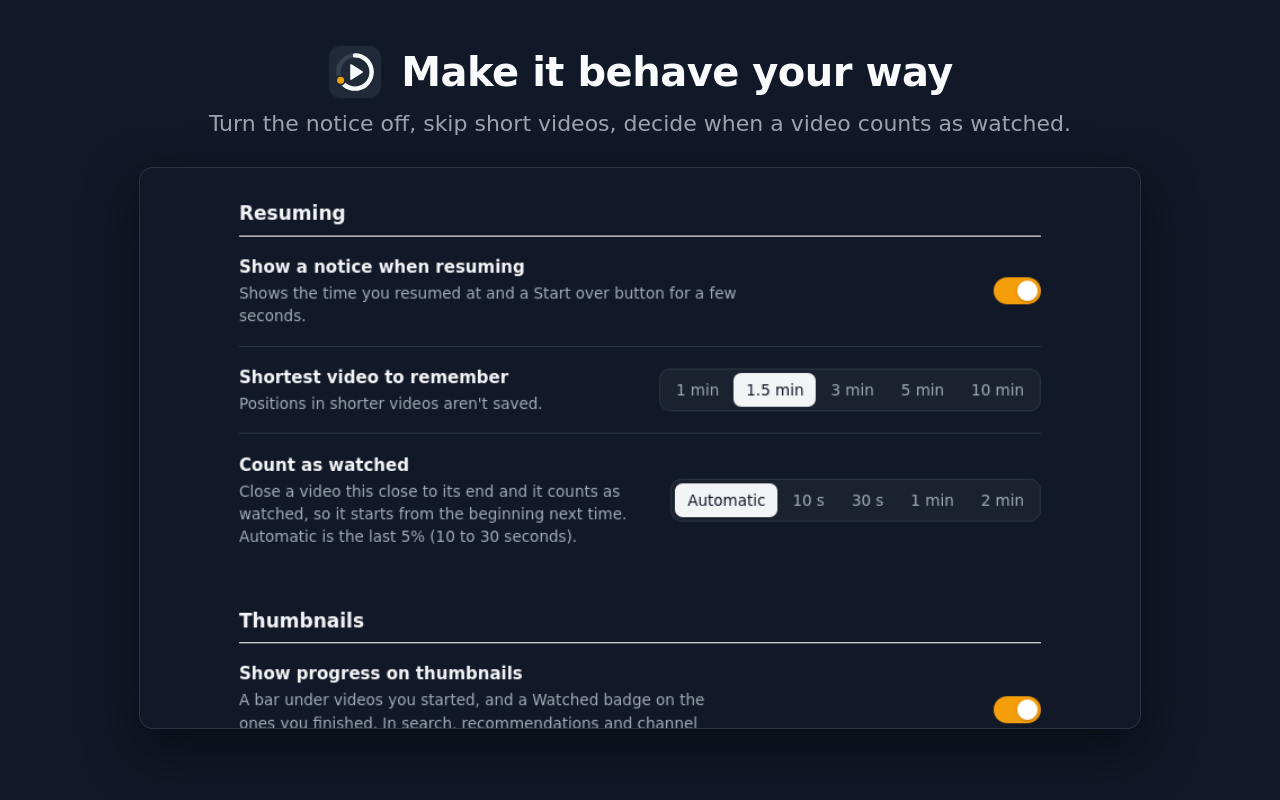 Make it behave your way
Turn the notice off, skip short videos, decide when a video counts as watched.
Resuming
Show a notice when resuming
Shows the time you resumed at and a Start over button for a few
seconds.
Shortest video to remember
Positions in shorter videos aren't saved.
1 min 1.5 min 3 min 5 min 10 min
Count as watched
Close a video this close to its end and it counts as
watched, so it starts from the beginning next time.
Automatic is the last 5% (10 to 30 seconds).
Automatic 10 s 30 s 1 min 2 min
Thumbnails
Show progress on thumbnails
A bar under videos you started, and a Watched badge on the
ones you finished. In search, recommendations and channel